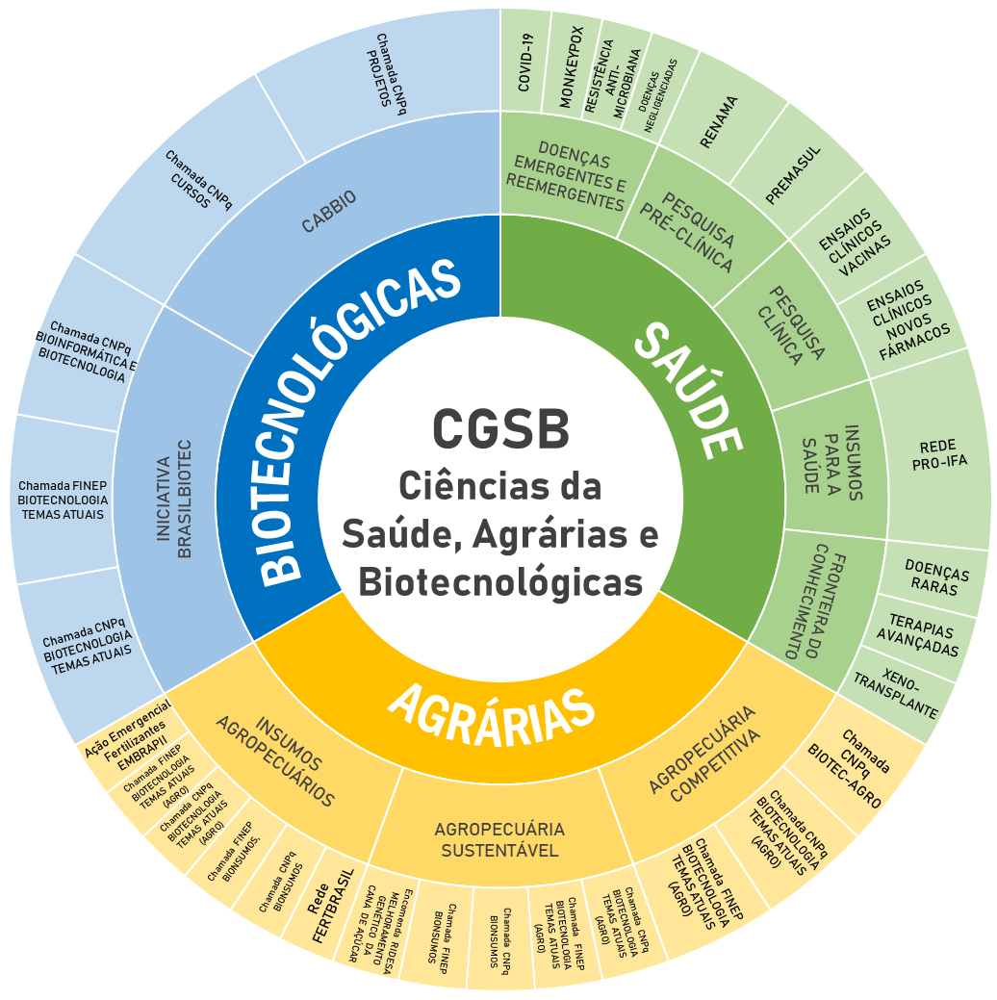 CGSB
Ciências da
Saúde, Agrárias e
Biotecnológicas
SAÚDE
DOENÇAS
EMERGENTES E
REEMERGENTES
COVID-19
MONKEYPOX
RESISTÊNCIA
ANTI-
MICROBIANA
DOENÇAS
NEGLIGENCIADAS
PESQUISA
PRÉ-CLÍNICA
RENAMA
PREMASUL
PESQUISA
CLÍNICA
ENSAIOS
CLÍNICOS
VACINAS
ENSAIOS
CLÍNICOS
NOVOS
FÁRMACOS
INSUMOS
PARA A
SAÚDE
REDE
PRO-IFA
FRONTEIRA DO
CONHECIMENTO
DOENÇAS
RARAS
TERAPIAS
AVANÇADAS
XENO-
TRANSPLANTE
AGRÁRIAS
AGROPECUÁRIA
COMPETITIVA
Chamada
CNPq
BIOTEC-AGRO
Chamada CNPq
BIOTECNOLOGIA
TEMAS ATUAIS
(AGRO)
Chamada FINEP
BIOTECNOLOGIA
TEMAS ATUAIS
(AGRO)
AGROPECUÁRIA
SUSTENTÁVEL
Chamada CNPq
BIOTECNOLOGIA
TEMAS ATUAIS
(AGRO)
Chamada FINEP
BIOTECNOLOGIA
TEMAS ATUAIS
(AGRO)
Chamada CNPq
BIONSUMOS
Chamada FINEP
BIONSUMOS
Encomenda RIDESA
MELHORAMENTO
GENÉTICO DA
CANA DE AÇÚCAR
INSUMOS
AGROPECUÁRIOS
Rede
FERTBRASIL
Chamada CNPq
BIONSUMOS
Chamada FINEP
BIONSUMOS,
Chamada CNPq
BIOTECNOLOGIA
TEMAS ATUAIS
(AGRO)
Chamada FINEP
BIOTECNOLOGIA
TEMAS ATUAIS
(AGRO)
Ação Emergencial
Fertilizantes
EMBRAPII
BIOTECNOLÓGICAS
INICIATIVA
BRASILBIOTEC
Chamada CNPq
BIOTECNOLOGIA
TEMAS ATUAIS
Chamada FINEP
BIOTECNOLOGIA
TEMAS ATUAIS
Chamada CNPq
BIOINFORMÁTICA E
BIOTECNOLOGIA
CABBIO
Chamada CNPq
CURSOS
Chamada CNPq
PROJETOS